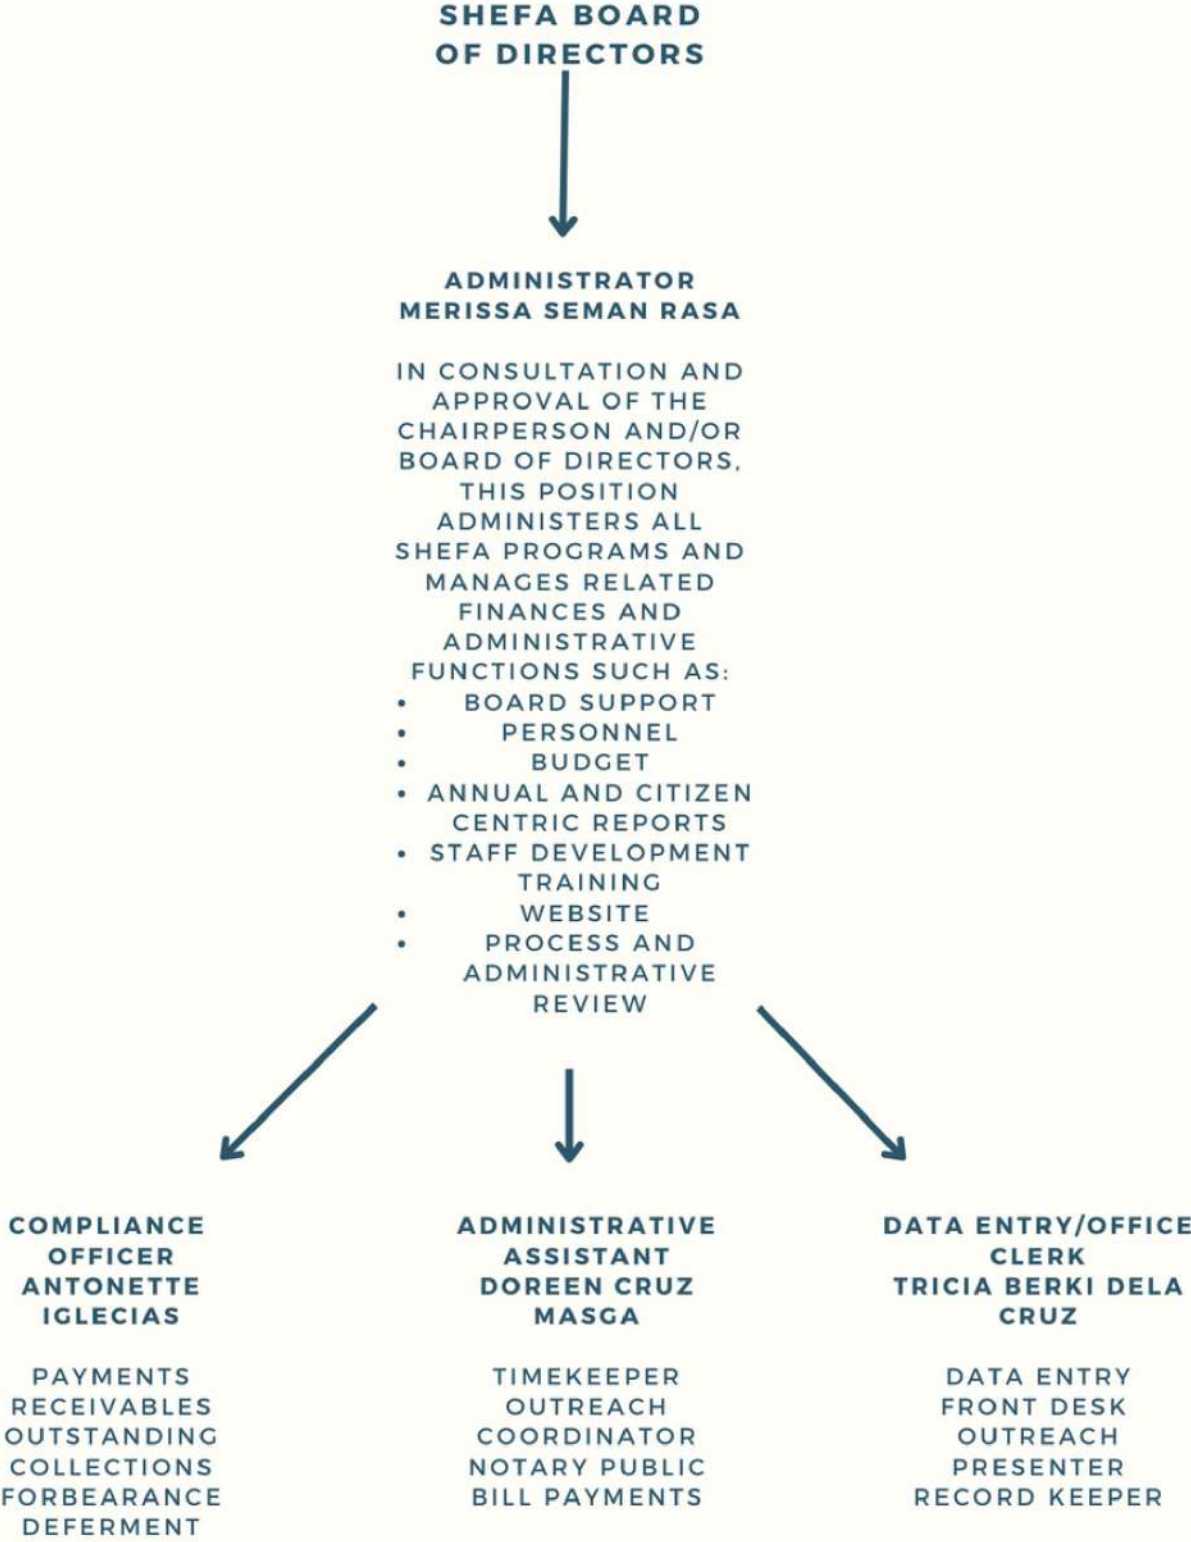 SHEFA BOARD
OF DIRECTORS
ADMINISTRATOR
MERISSA SEMAN RASA
IN CONSULTATION AND
APPROVAL OF THE
CHAIRPERSON AND/OR
BOARD OF DIRECTORS,
THIS POSITION
ADMINISTERS ALL
SHEFA PROGRAMS AND
MANAGES RELATED
FINANCES AND
ADMINISTRATIVE
FUNCTIONS SUCH AS:
• BOARD SUPPORT
• PERSONNEL
• BUDGET
• ANNUAL AND CITIZEN
CENTRIC REPORTS
• STAFF DEVELOPMENT
TRAINING
• WEBSITE
• PROCESS AND
ADMINISTRATIVE
REVIEW
COMPLIANCE
OFFICER
ANTONETTE
IGLECIAS
PAYMENTS
RECEIVABLES
OUTSTANDING
COLLECTIONS
FORBEARANCE
DEFERMENT
ADMINISTRATIVE
ASSISTANT
DOREEN CRUZ
MASGA
TIMEKEEPER
OUTREACH
COORDINATOR
NOTARY PUBLIC
BILL PAYMENTS
DATA ENTRY/OFFICE
CLERK
TRICIA BERKI DELA
CRUZ
DATA ENTRY
FRONT DESK
OUTREACH
PRESENTER
RECORD KEEPER